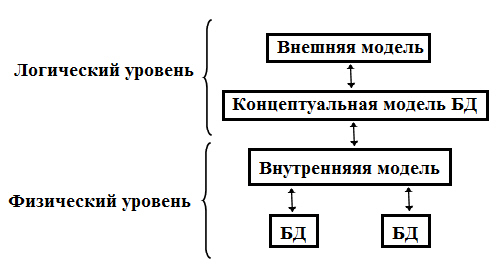 Внешняя модель
Логический уровень
Концептуальная модель БД
Внутренняяя модель
Физический уровень
БД
БД